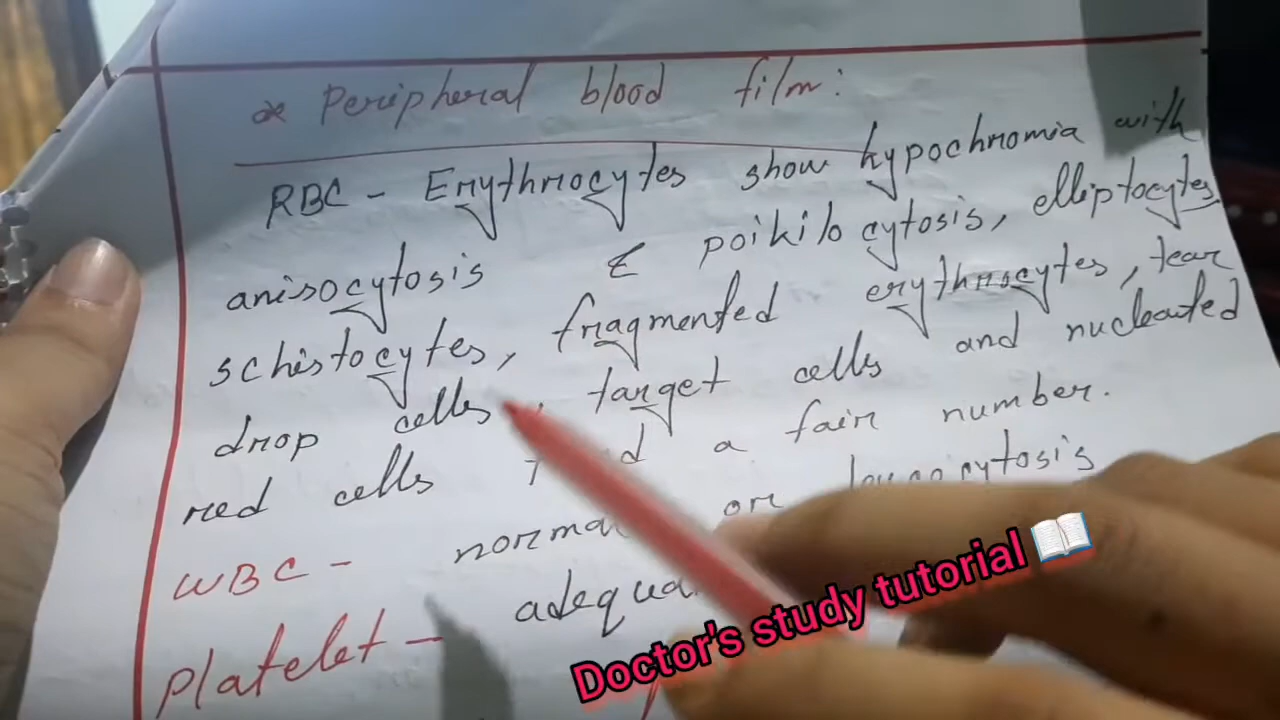 * Peripheral blood film:
RBC - Erythrocytes show hypochromia with
anisocytosis & poikilocytosis, elliptocytes
schistocytes, fragmented erythrocytes, tear
drop cells, target cells and nucleated
red cells a fair number.
WBC - or
Platelet -
Doctor's study tutorial 📖